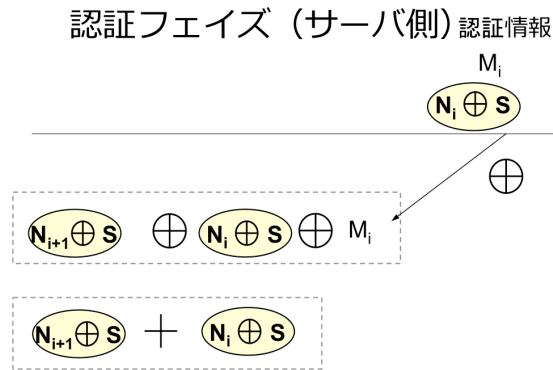 認証フェイズ（サーバ側）認証情報
Mi
Ni ⊕ S
⊕
Ni+1 ⊕ S ⊕ Ni ⊕ S ⊕ Mi
Ni+1 ⊕ S + Ni ⊕ S